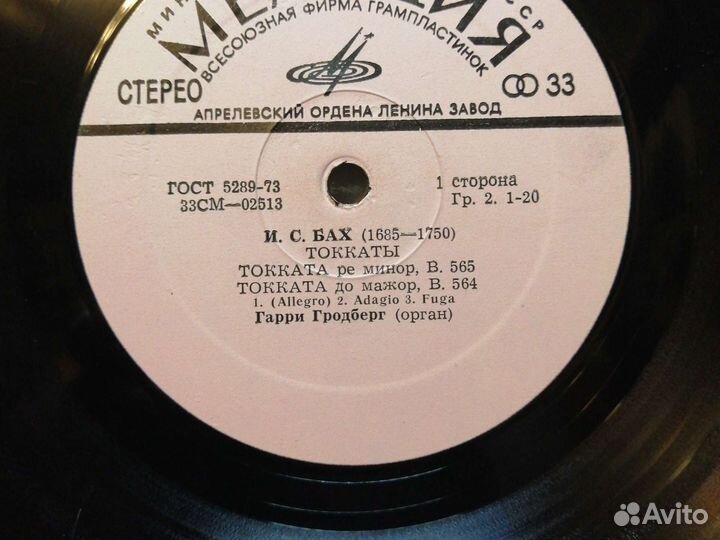 МИН ССР
МЕЛОДИЯ
ВСЕСОЮЗНАЯ ФИРМА ГРАМПЛАСТИНОК
СТЕРЕО 33
АПРЕЛЕВСКИЙ ОРДЕНА ЛЕНИНА ЗАВОД
ГОСТ 5289-73 1 сторона
33СМ—02513 Гр. 2. 1-20
И. С. БАХ (1685—1750)
ТОККАТЫ
ТОККАТА ре минор, В. 565
ТОККАТА до мажор, В. 564
1. (Allegro) 2. Adagio 3. Fuga
Гарри Гродберг (орган)
Avito